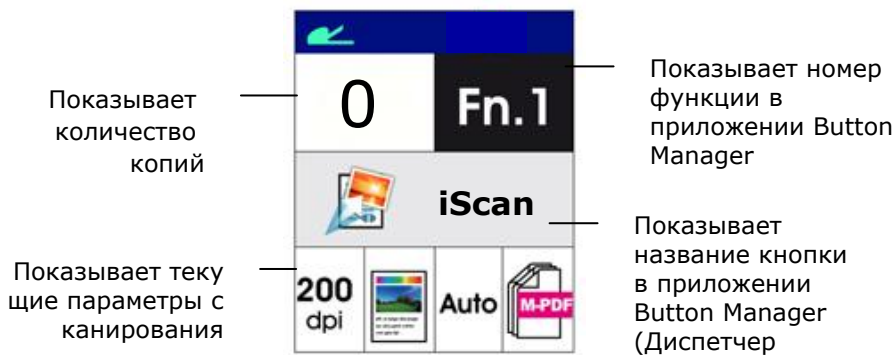 Показывает
количество
копий
0
Fn.1
Показывает номер
функции в
приложении Button
Manager
iScan
Показывает
название кнопки
в приложении
Button Manager
(Диспетчер
Показывает теку
щие параметры с
канирования
200
dpi
Auto
M-PDF